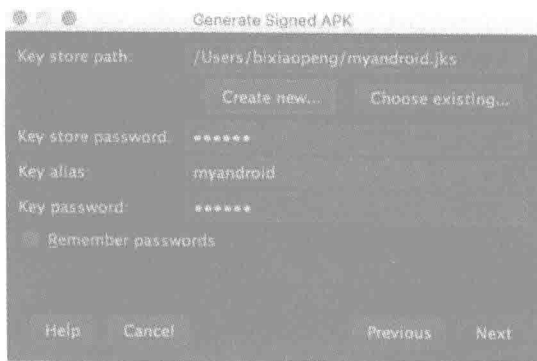 Generate Signed APK
Key store path: /Users/bixiaopeng/myandroid.jks
Create new... Choose existing...
Key store password: ••••••
Key alias: myandroid
Key password: ••••••
Remember passwords
Help Cancel Previous Next